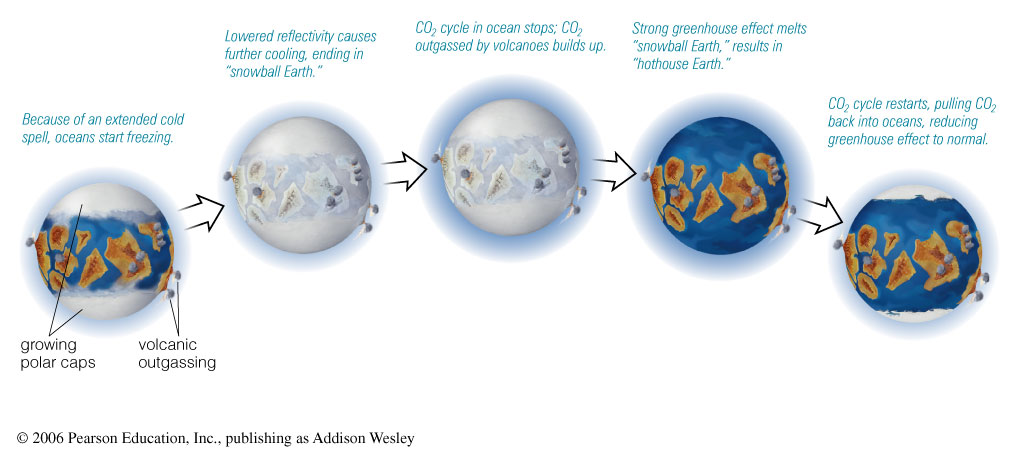 Because of an extended cold
spell, oceans start freezing.
Lowered reflectivity causes
further cooling, ending in
“snowball Earth.”
CO2 cycle in ocean stops; CO2
outgassed by volcanoes builds up.
Strong greenhouse effect melts
“snowball Earth,” results in
“hothouse Earth.”
CO2 cycle restarts, pulling CO2
back into oceans, reducing
greenhouse effect to normal.
growing
polar caps
volcanic
outgassing
© 2006 Pearson Education, Inc., publishing as Addison Wesley